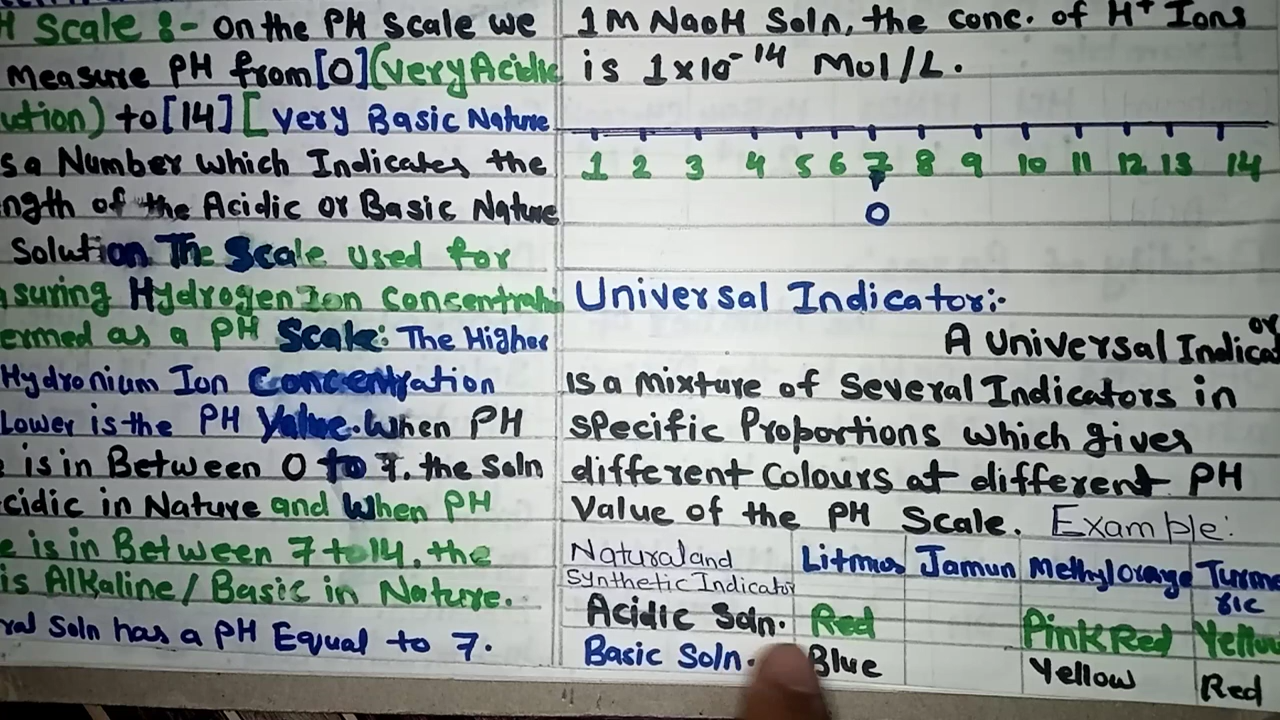 H Scale :- on the PH Scale we
Measure PH from [0] (very Acidic
ution) to [14] [very Basic Nature
s a Number which Indicates the
ngth of the Acidic or Basic Nature
Solution The Scale used for
suring Hydrogen Ion Concentrati
ermed as a PH Scale: The Higher
Hydronium Ion Concentration
Lower is the PH Value. When PH
e is in Between 0 to 7, the Soln
cidic in Nature and When PH
e is in Between 7 to 14, the
is Alkaline / Basic in Nature.
ral Soln has a PH Equal to 7.
1M NaOH Soln, the conc. of H⁺ Ions
is 1x10⁻¹⁴ Mol/L.
1 2 3 4 5 6 7 8 9 10 11 12 13 14
0
Universal Indicator:-
A Universal Indicator
Is a mixture of Several Indicators in
Specific Proportions which gives
different Colours at different PH
Value of the PH Scale. Example:
Natural and Synthetic Indicator Litmus Jamun Methylorange Turmeric
Acidic Soln. Red Pink Red Yellow
Basic Soln. Blue Yellow Red